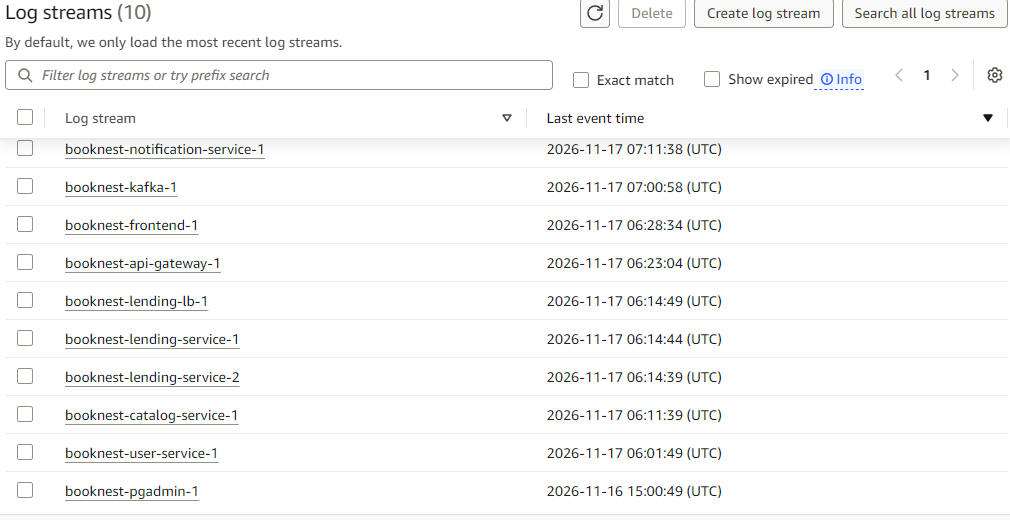 Log streams (10)
Delete
Create log stream
Search all log streams
By default, we only load the most recent log streams.
Filter log streams or try prefix search
Exact match
Show expired Info
1
Log stream Last event time
booknest-notification-service-1 2026-11-17 07:11:38 (UTC)
booknest-kafka-1 2026-11-17 07:00:58 (UTC)
booknest-frontend-1 2026-11-17 06:28:34 (UTC)
booknest-api-gateway-1 2026-11-17 06:23:04 (UTC)
booknest-lending-lb-1 2026-11-17 06:14:49 (UTC)
booknest-lending-service-1 2026-11-17 06:14:44 (UTC)
booknest-lending-service-2 2026-11-17 06:14:39 (UTC)
booknest-catalog-service-1 2026-11-17 06:11:39 (UTC)
booknest-user-service-1 2026-11-17 06:01:49 (UTC)
booknest-pgadmin-1 2026-11-16 15:00:49 (UTC)